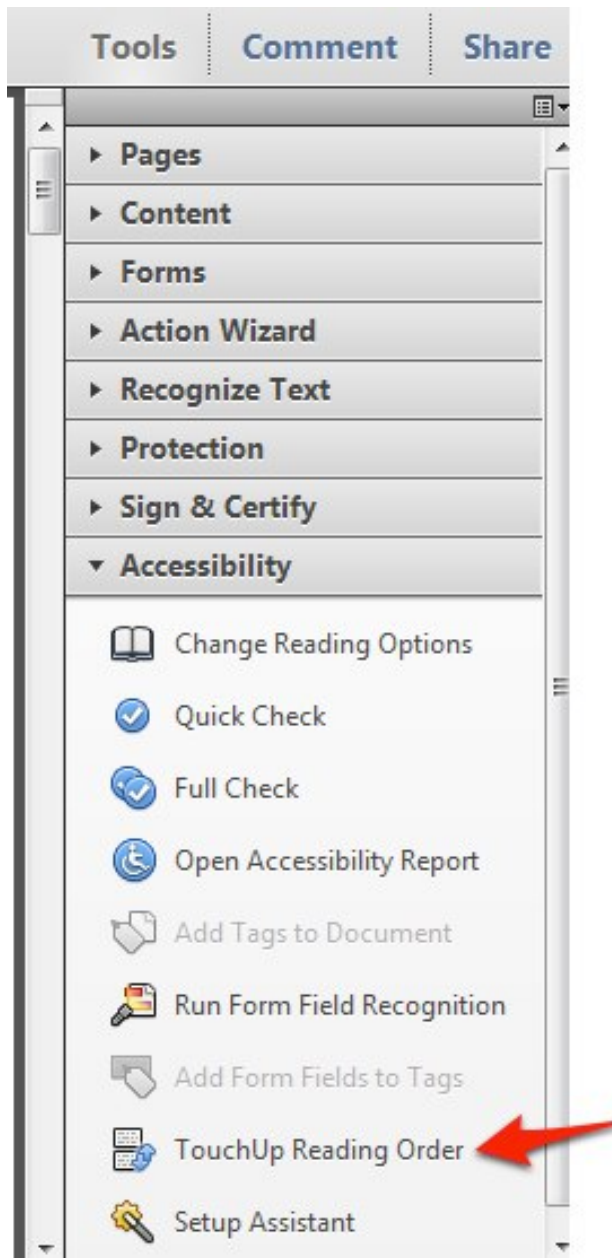 Tools Comment Share
Pages
Content
Forms
Action Wizard
Recognize Text
Protection
Sign & Certify
Accessibility
Change Reading Options
Quick Check
Full Check
Open Accessibility Report
Add Tags to Document
Run Form Field Recognition
Add Form Fields to Tags
TouchUp Reading Order
Setup Assistant